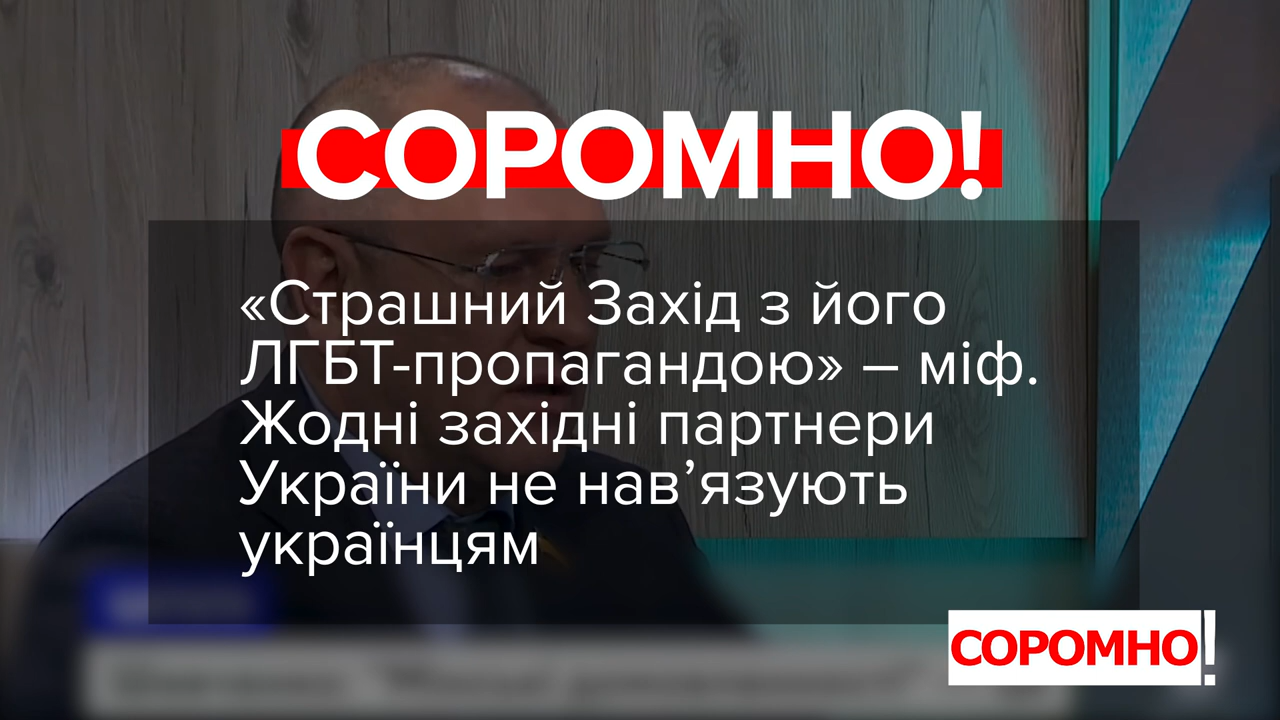 СОРОМНО!
«Страшний Захід з його
ЛГБТ-пропагандою» – міф.
Жодні західні партнери
України не нав’язують
українцям
СОРОМНО!